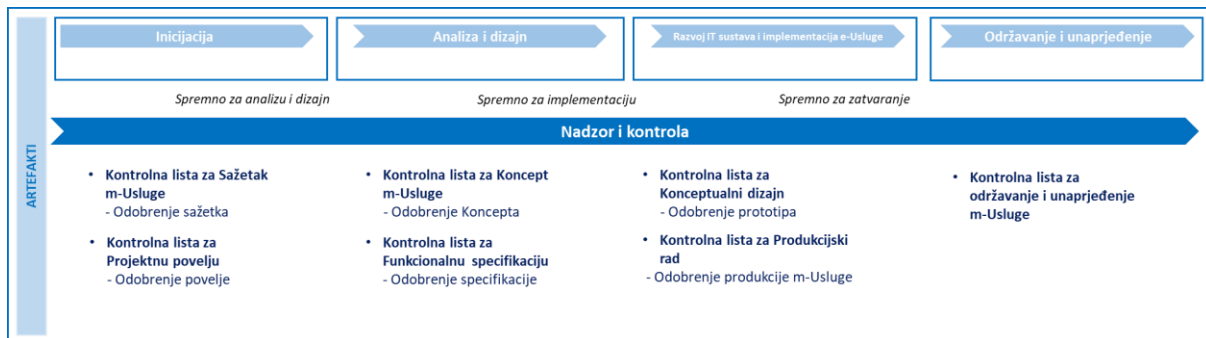 Inicijacija
Analiza i dizajn
Razvoj IT sustava i implementacija e-Usluge
Održavanje i unaprjeđenje
Spremno za analizu i dizajn
Spremno za implementaciju
Spremno za zatvaranje
Nadzor i kontrola
ARTEFAKTI
• Kontrolna lista za Sažetak
m-Usluge
- Odobrenje sažetka
• Kontrolna lista za
Projektnu povelju
- Odobrenje povelje
• Kontrolna lista za Koncept
m-Usluge
- Odobrenje Koncepta
• Kontrolna lista za
Funkcionalnu specifikaciju
- Odobrenje specifikacije
• Kontrolna lista za
Konceptualni dizajn
- Odobrenje prototipa
• Kontrolna lista za Produkcijski
rad
- Odobrenje produkcije m-Usluge
• Kontrolna lista za
održavanje i unaprjeđenje
m-Usluge